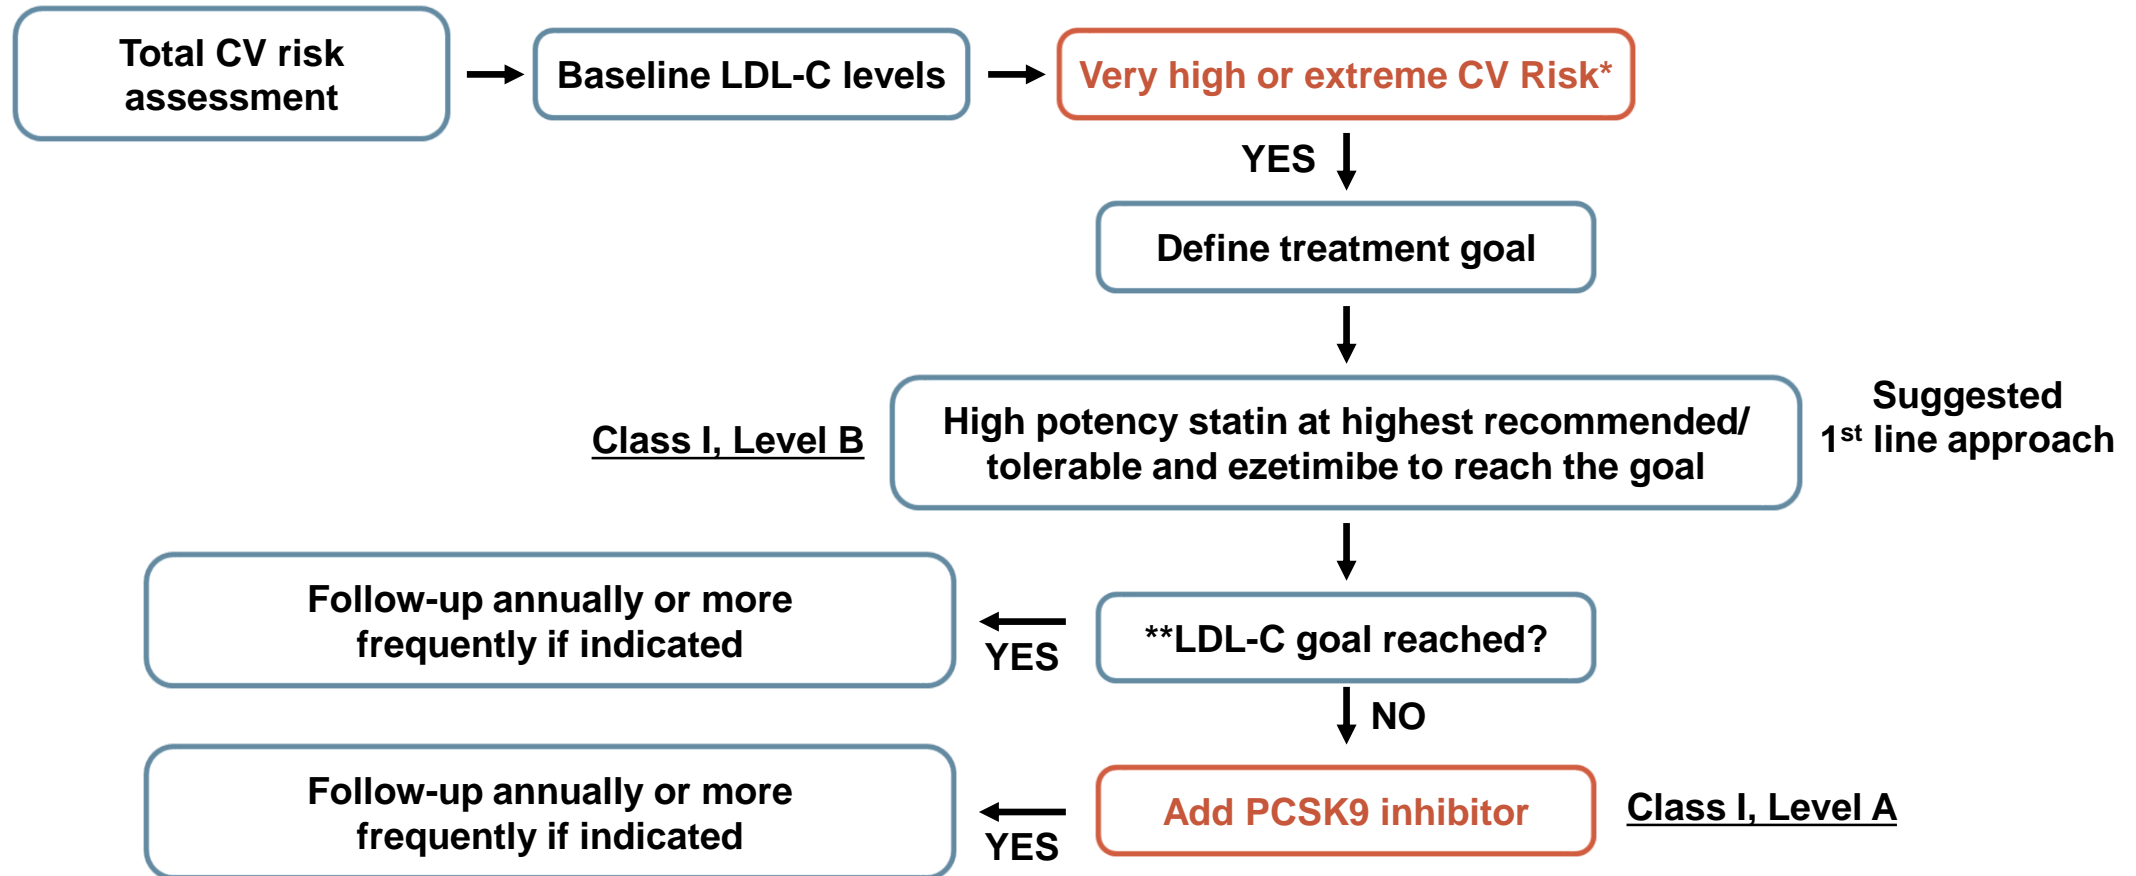 Total CV risk
assessment
Baseline LDL-C levels
Very high or extreme CV Risk*
YES
Define treatment goal
Class I, Level B
High potency statin at highest recommended/
tolerable and ezetimibe to reach the goal
Suggested
1st line approach
Follow-up annually or more
frequently if indicated
YES
**LDL-C goal reached?
NO
Follow-up annually or more
frequently if indicated
YES
Add PCSK9 inhibitor
Class I, Level A